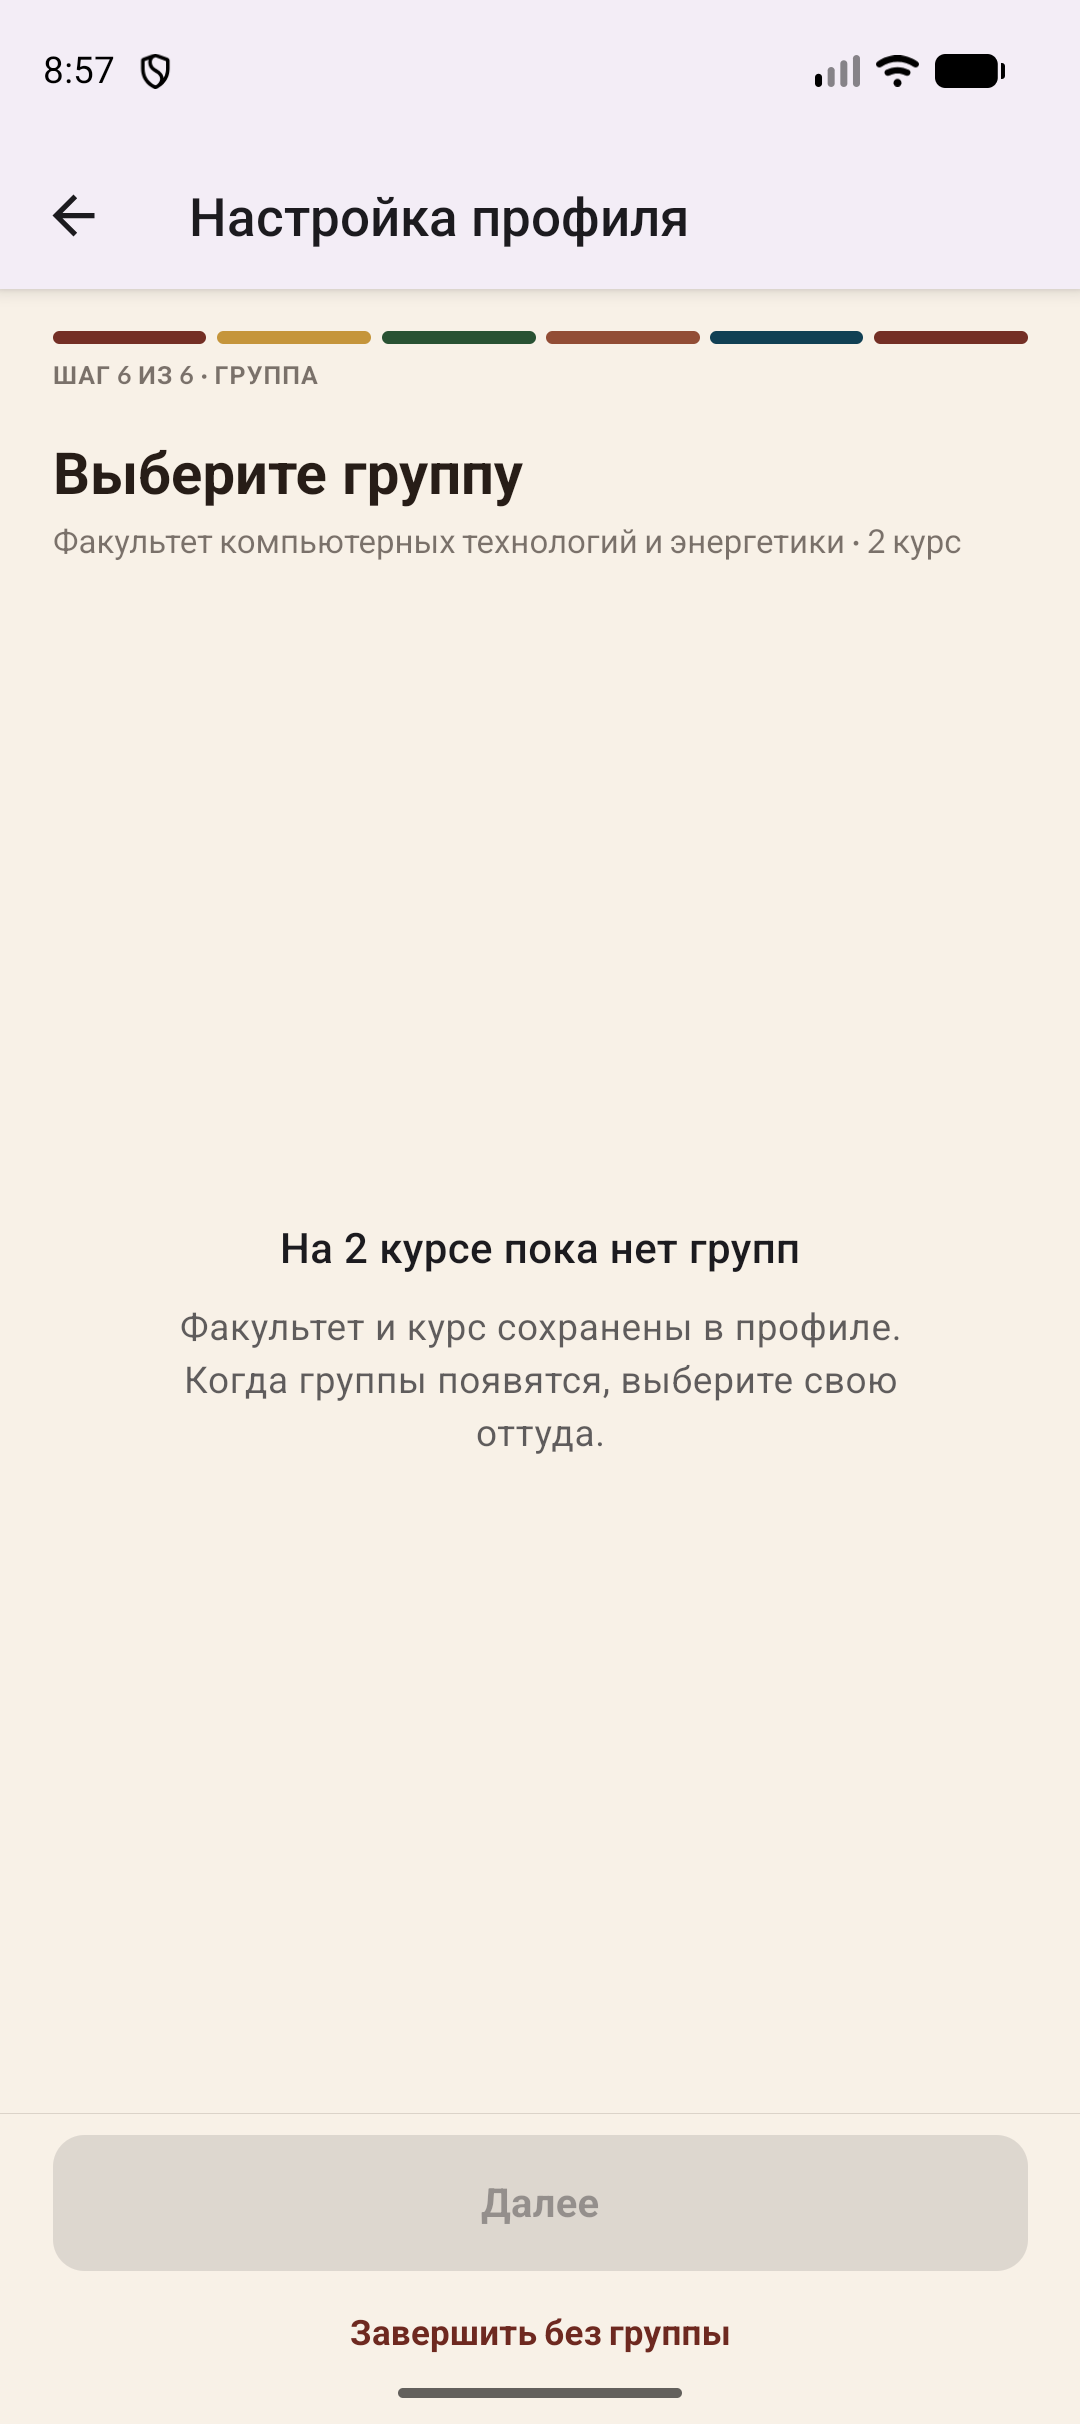 8:57
Настройка профиля
ШАГ 6 ИЗ 6 · ГРУППА
Выберите группу
Факультет компьютерных технологий и энергетики · 2 курс
На 2 курсе пока нет групп
Факультет и курс сохранены в профиле.
Когда группы появятся, выберите свою
оттуда.
Далее
Завершить без группы